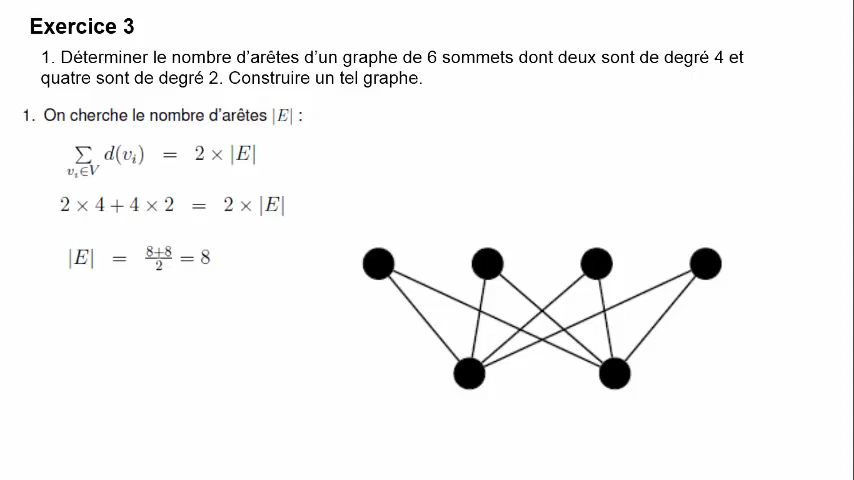 Exercice 3
1. Déterminer le nombre d'arêtes d'un graphe de 6 sommets dont deux sont de degré 4 et
quatre sont de degré 2. Construire un tel graphe.
1. On cherche le nombre d'arêtes |E| :
∑_{v_i∈V} d(v_i) = 2 × |E|
2 × 4 + 4 × 2 = 2 × |E|
|E| = \frac{8+8}{2} = 8